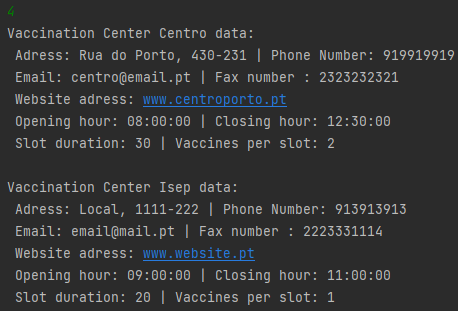 4
Vaccination Center Centro data:
Adress: Rua do Porto, 430-231 | Phone Number: 919919919
Email: centro@email.pt | Fax number : 2323232321
Website adress: www.centroporto.pt
Opening hour: 08:00:00 | Closing hour: 12:30:00
Slot duration: 30 | Vaccines per slot: 2
Vaccination Center Isep data:
Adress: Local, 1111-222 | Phone Number: 913913913
Email: email@mail.pt | Fax number : 2223331114
Website adress: www.website.pt
Opening hour: 09:00:00 | Closing hour: 11:00:00
Slot duration: 20 | Vaccines per slot: 1